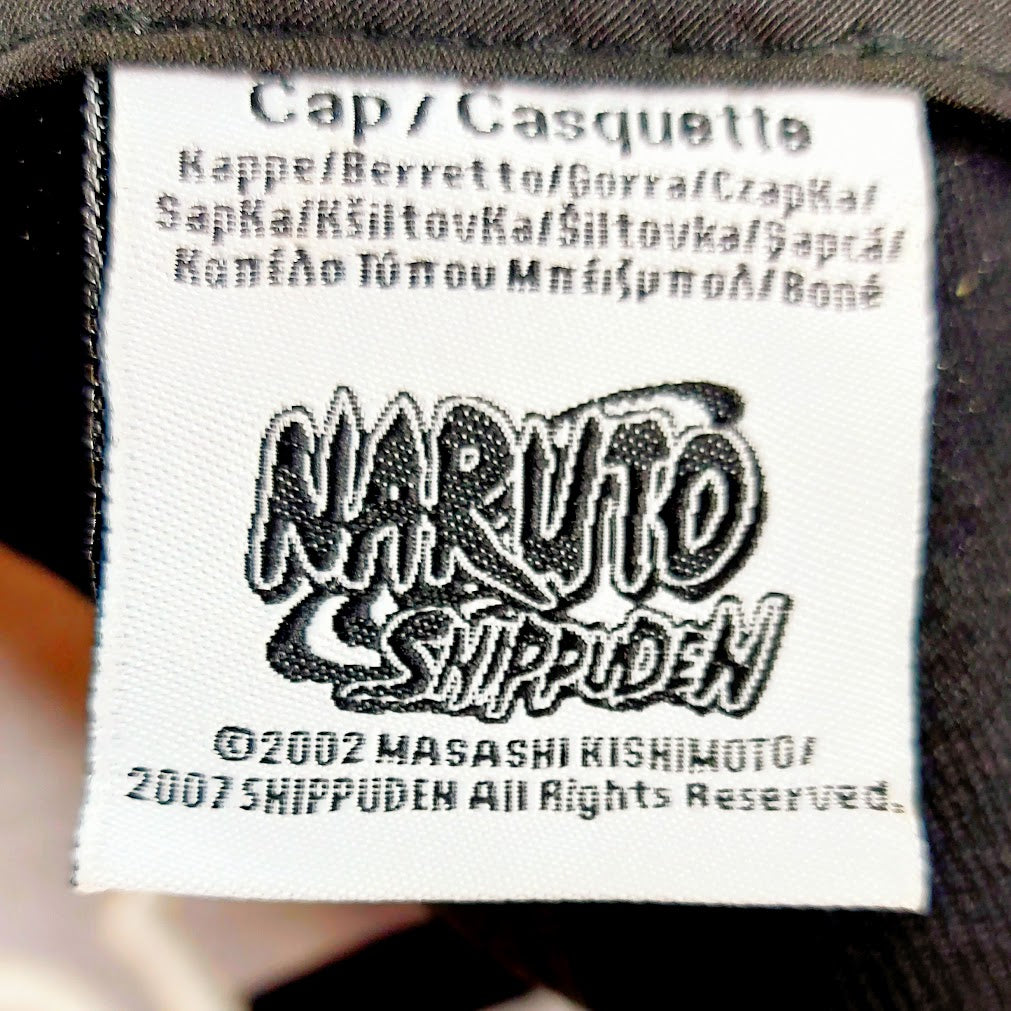 Cap / Casquette
Kappe/Berretto/Gorra/Czapka/
Šapka/Kšiltovka/Šiltovka/Şapcă/
Καπέλο Τύπου Μπέιζμπολ/Boné
NARUTO
SHIPPUDEN
©2002 MASASHI KISHIMOTO/
2007 SHIPPUDEN All Rights Reserved.